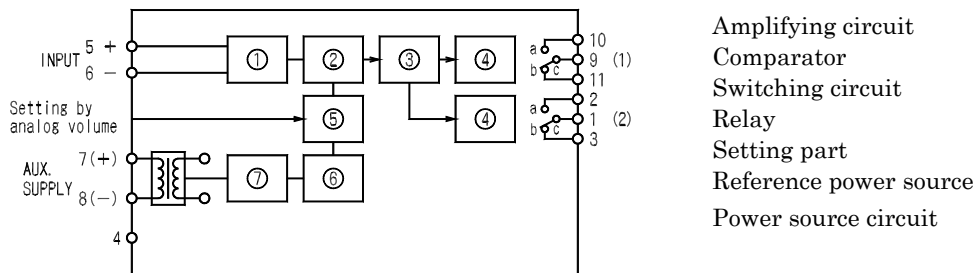 INPUT 5 +
6 −
① ② ③ ④
a b c
10
9 (1)
11
Setting by
analog volume
⑤ ④
a b c
2
1 (2)
3
AUX.
SUPPLY
7(+)
8(−)
⑦ ⑥
4
Amplifying circuit
Comparator
Switching circuit
Relay
Setting part
Reference power source
Power source circuit